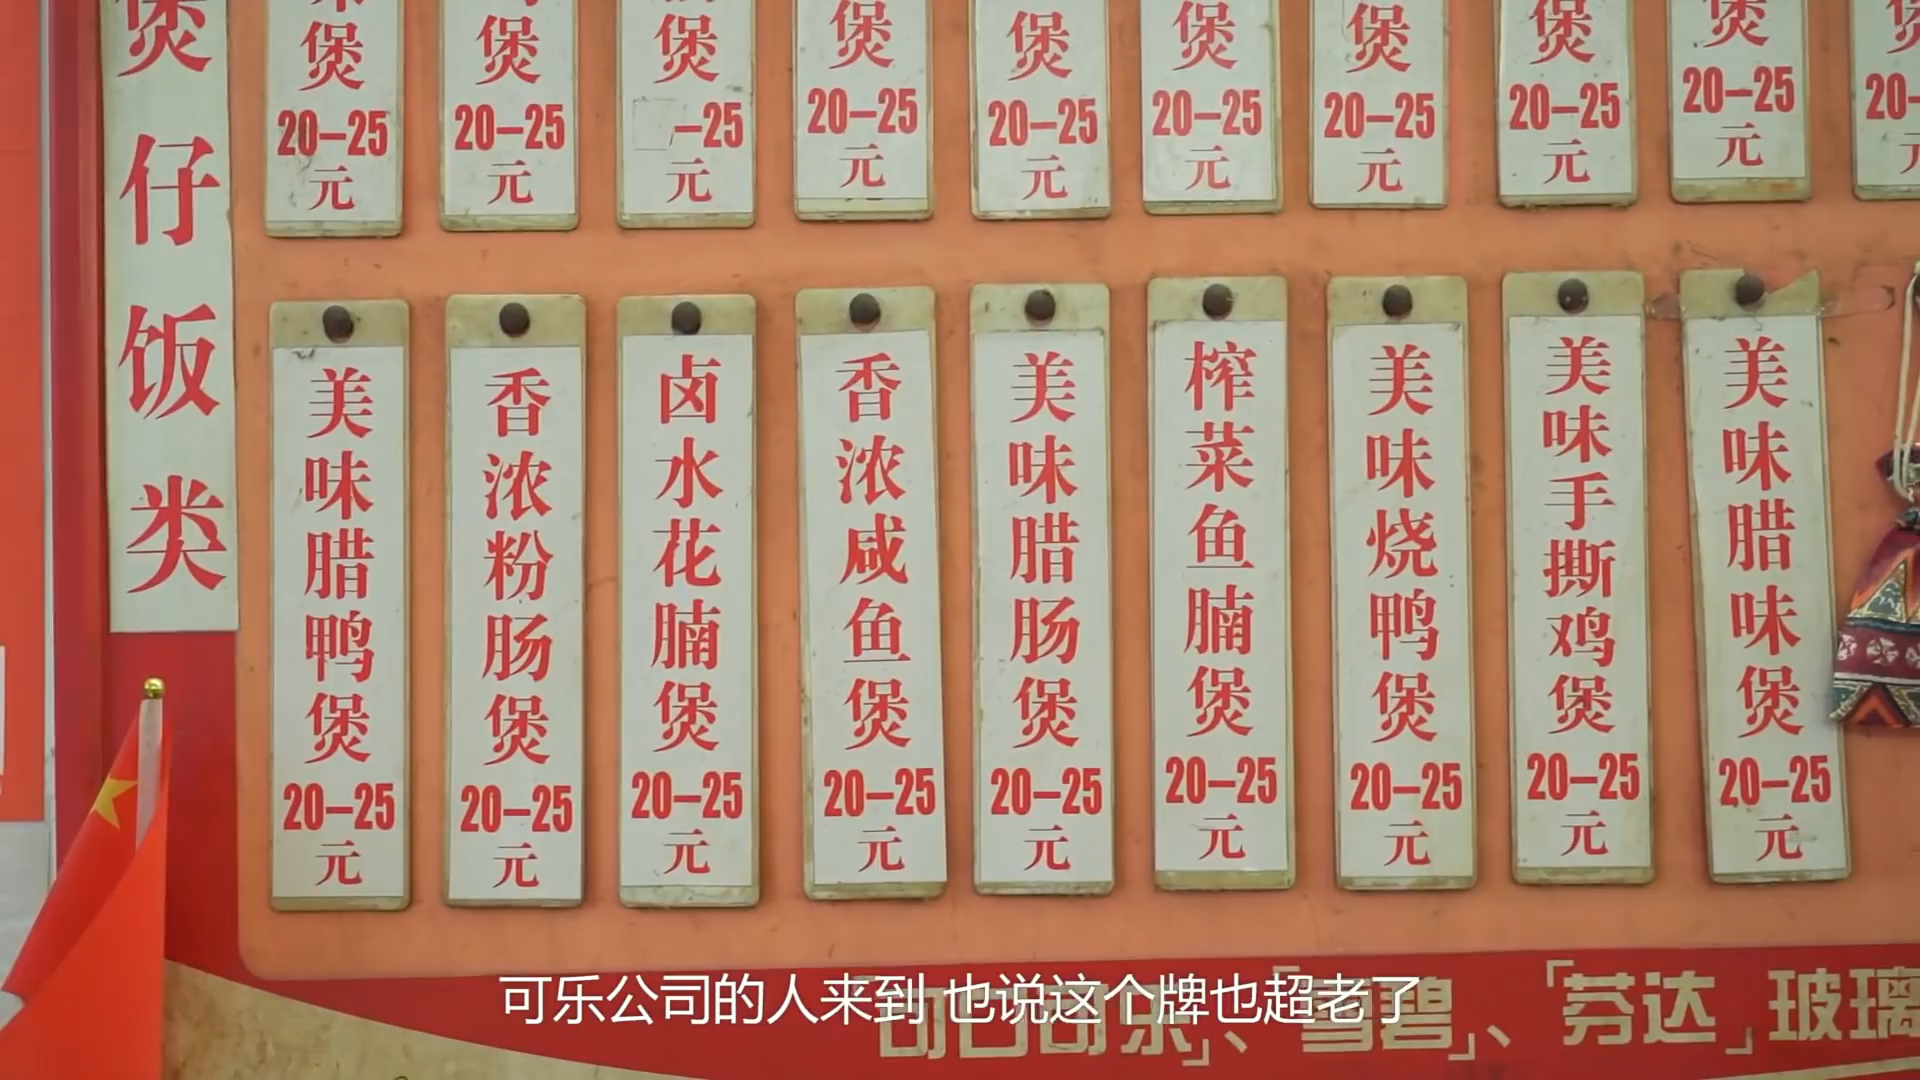 煲仔饭类
煲 20–25 元
煲 20–25 元
煲 –25 元
煲 20–25 元
煲 20–25 元
煲 20–25 元
煲 20–25 元
煲 20–25 元
煲 20–25 元
美味腊鸭煲 20–25 元
香浓粉肠煲 20–25 元
卤水花腩煲 20–25 元
香浓咸鱼煲 20–25 元
美味腊肠煲 20–25 元
榨菜鱼腩煲 20–25 元
美味烧鸭煲 20–25 元
美味手撕鸡煲 20–25 元
美味腊味煲 20–25 元
可乐公司的人来到 也说这个牌也超老了
「可口可乐」、「雪碧」、「芬达」玻璃